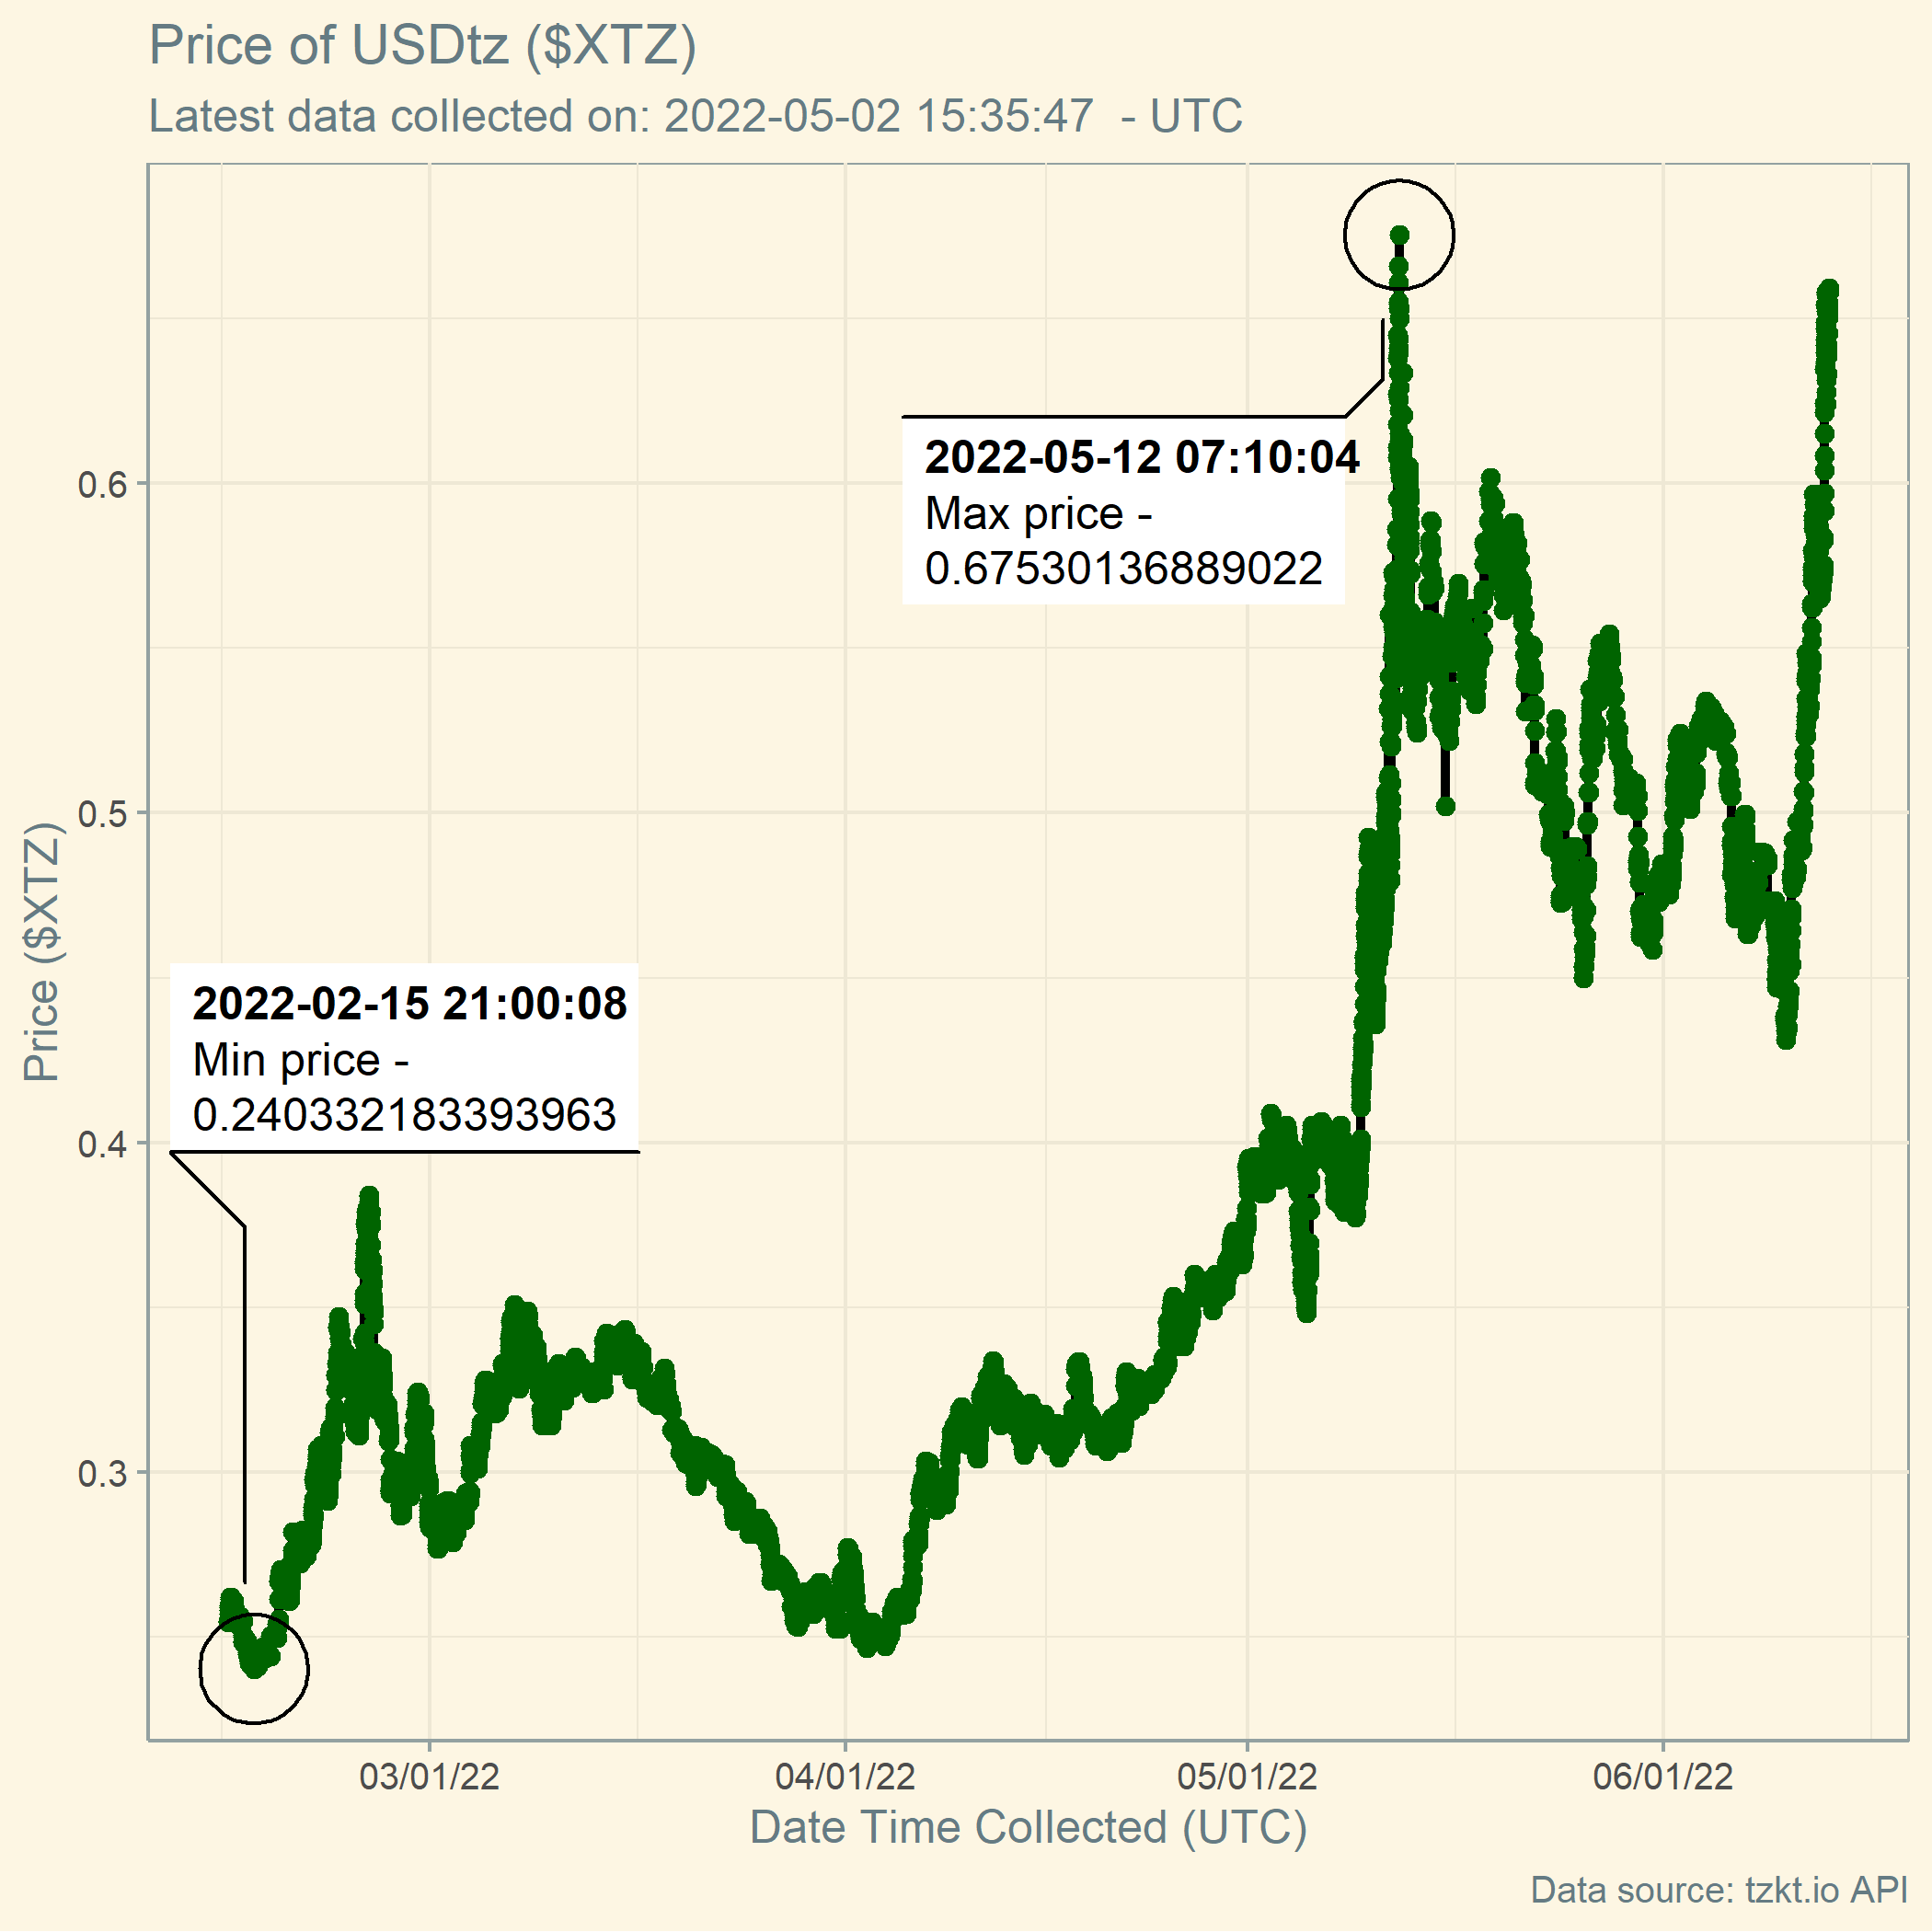 Price of USDtz ($XTZ)
Latest data collected on: 2022-05-02 15:35:47  - UTC
2022-05-12 07:10:04
Max price -
0.67530136889022
2022-02-15 21:00:08
Min price -
0.240332183393963
Price ($XTZ)
0.6
0.5
0.4
0.3
03/01/22
04/01/22
05/01/22
06/01/22
Date Time Collected (UTC)
Data source: tzkt.io API